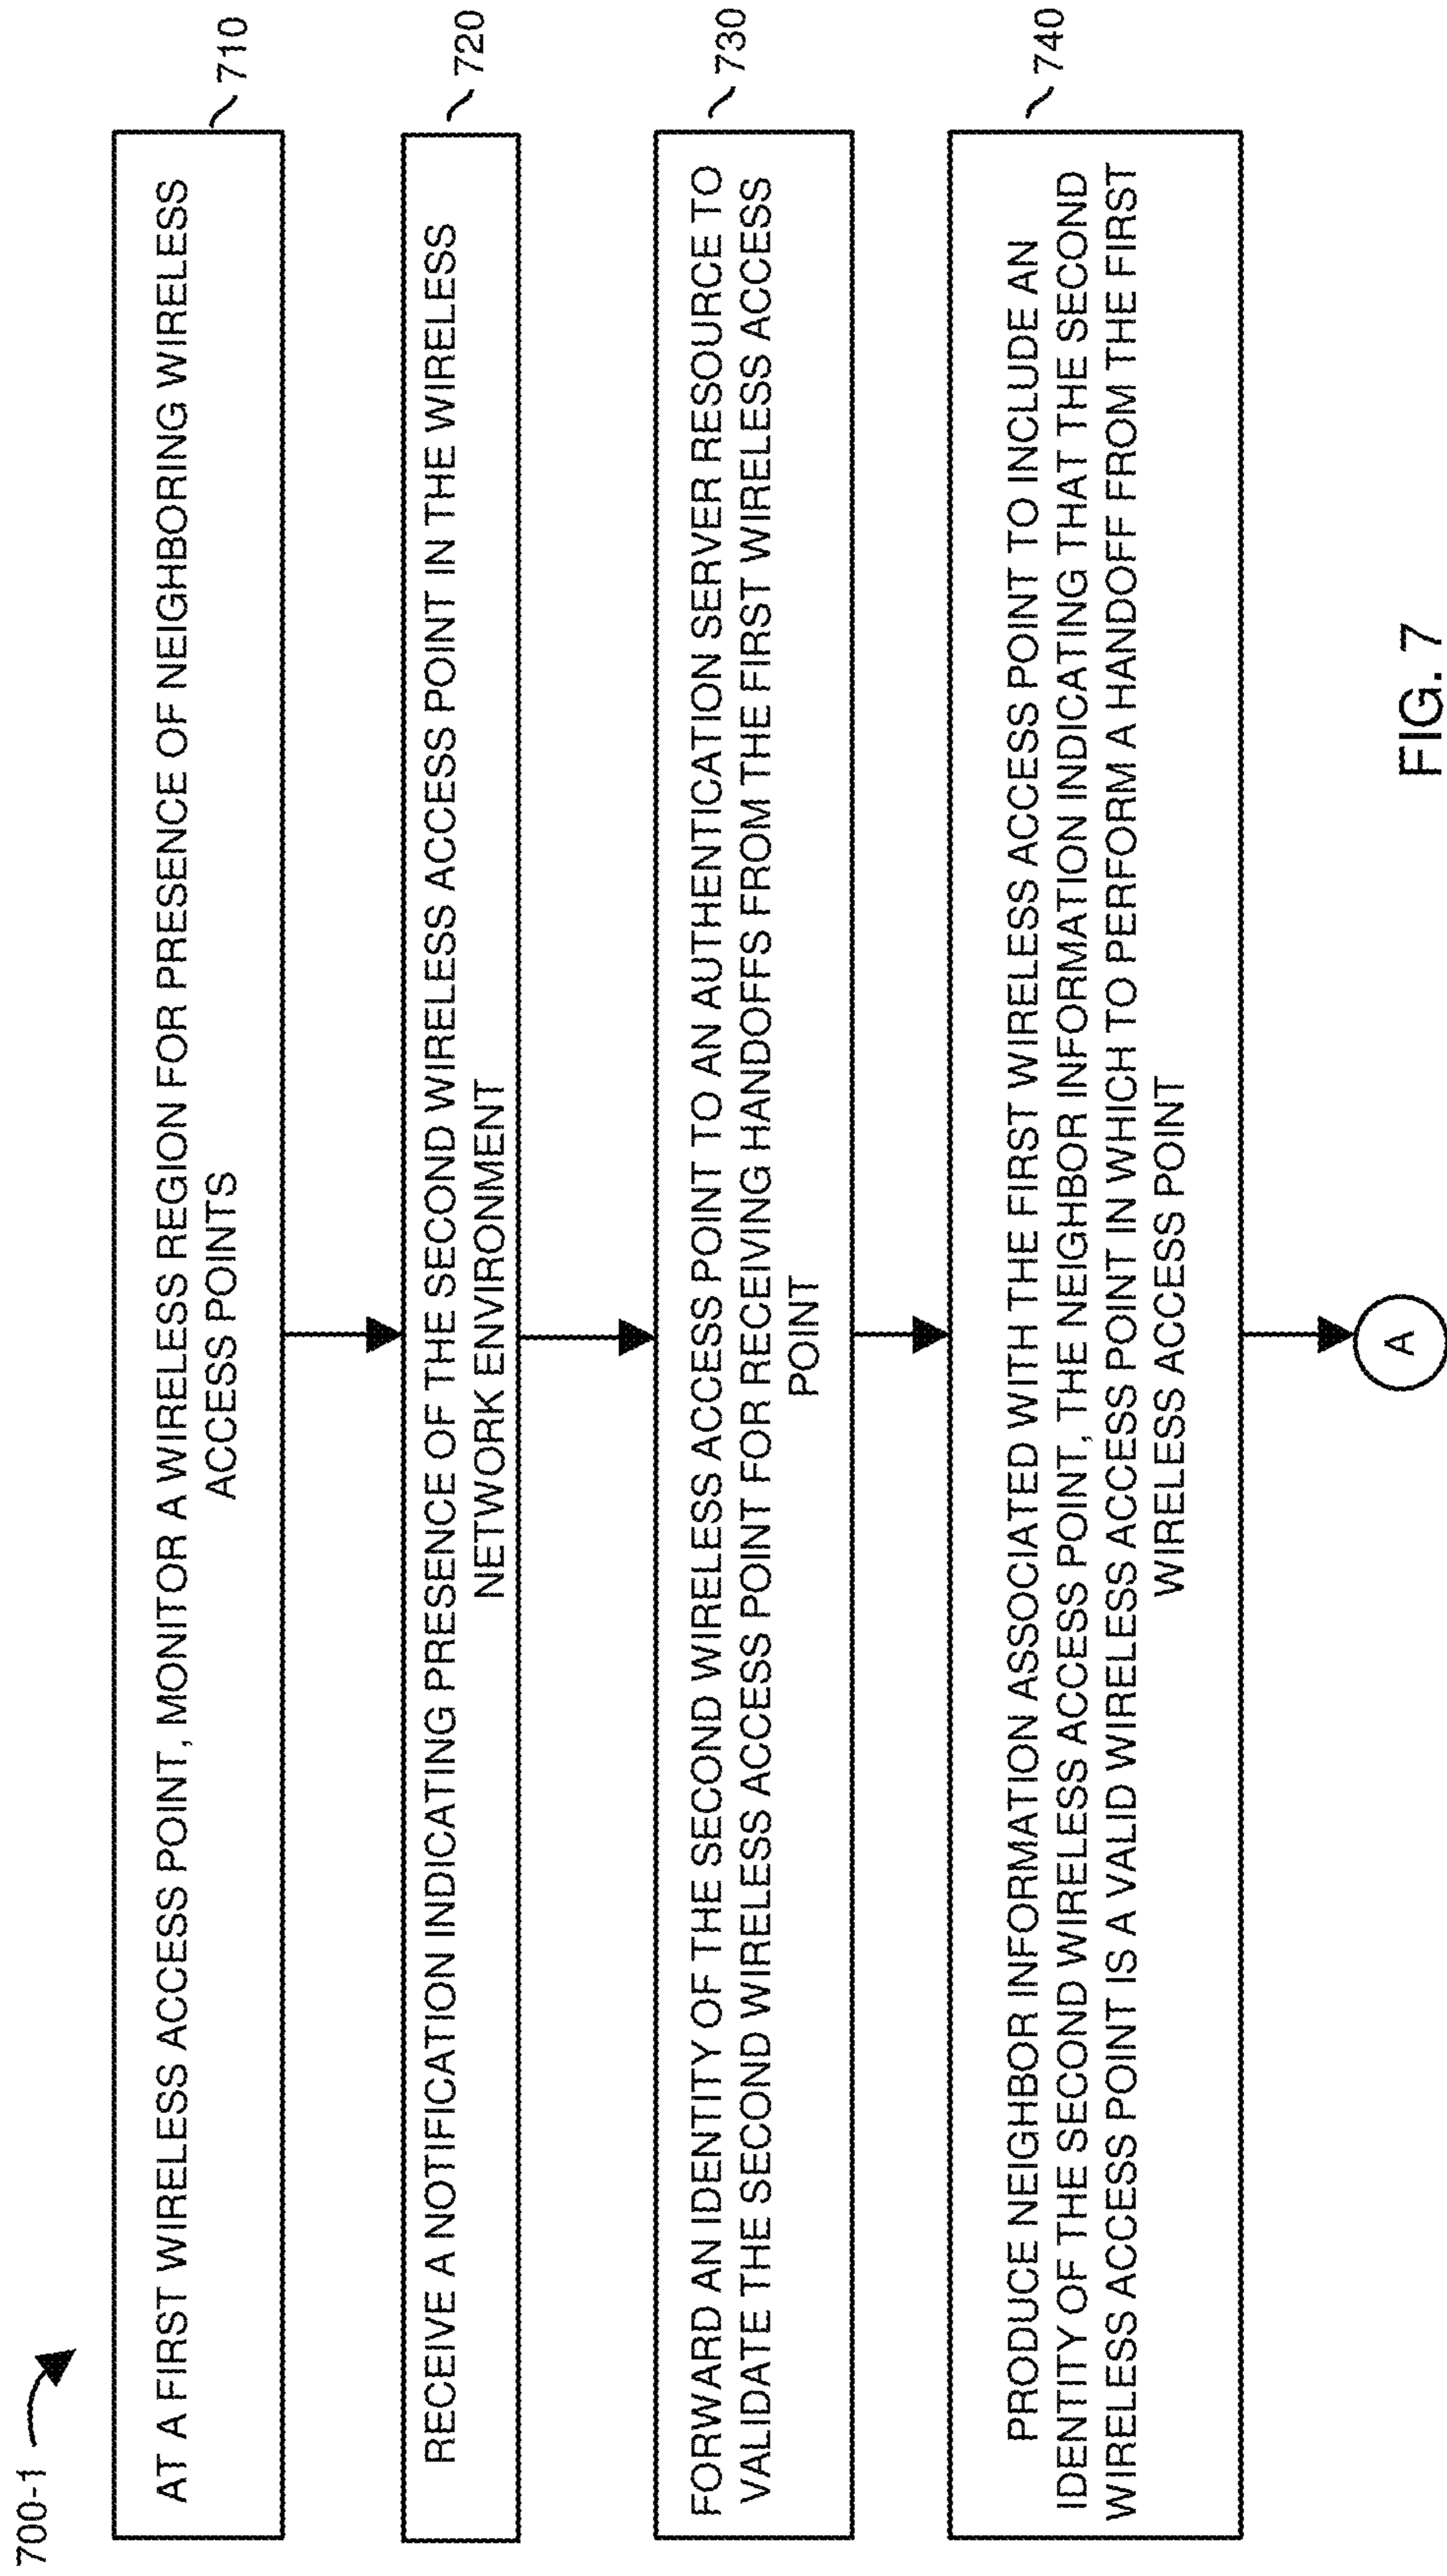 700-1
AT A FIRST WIRELESS ACCESS POINT, MONITOR A WIRELESS REGION FOR PRESENCE OF NEIGHBORING WIRELESS
ACCESS POINTS
710
RECEIVE A NOTIFICATION INDICATING PRESENCE OF THE SECOND WIRELESS ACCESS POINT IN THE WIRELESS
NETWORK ENVIRONMENT
720
FORWARD AN IDENTITY OF THE SECOND WIRELESS ACCESS POINT TO AN AUTHENTICATION SERVER RESOURCE TO
VALIDATE THE SECOND WIRELESS ACCESS POINT FOR RECEIVING HANDOFFS FROM THE FIRST WIRELESS ACCESS
POINT
730
PRODUCE NEIGHBOR INFORMATION ASSOCIATED WITH THE FIRST WIRELESS ACCESS POINT TO INCLUDE AN
IDENTITY OF THE SECOND WIRELESS ACCESS POINT, THE NEIGHBOR INFORMATION INDICATING THAT THE SECOND
WIRELESS ACCESS POINT IS A VALID WIRELESS ACCESS POINT IN WHICH TO PERFORM A HANDOFF FROM THE FIRST
WIRELESS ACCESS POINT
740
A
FIG. 7